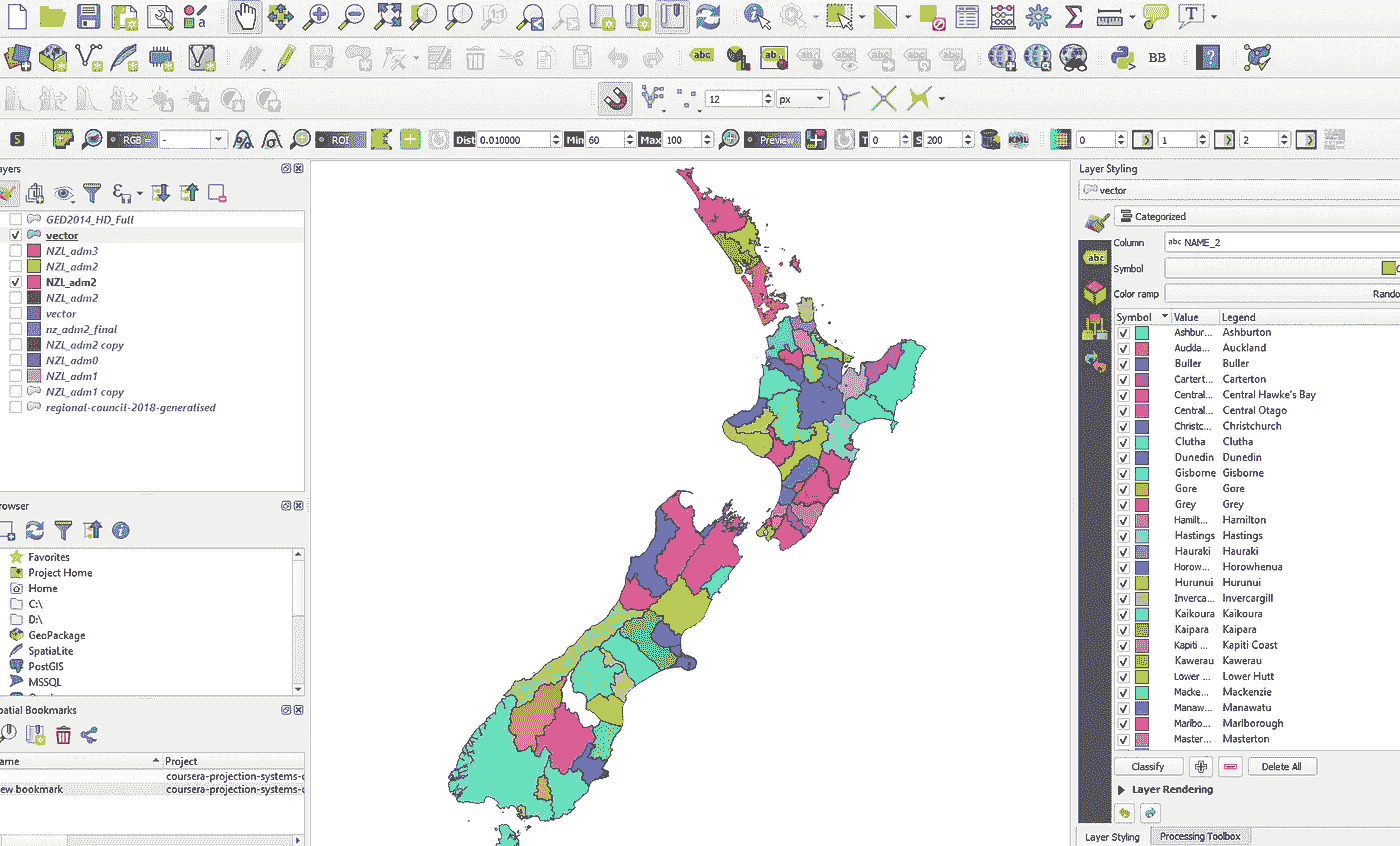 a
1:1
T
abc
abc
abc
BB
?
12 px
S RGB = - ROI Dist 0.010000 Min 60 Max 100 Preview T 0 S 200 KML 0 1 2
ayers
GED2014_HD_Full
vector
NZL_adm3
NZL_adm2
NZL_adm2
NZL_adm2
vector
nz_adm2_final
NZL_adm2 copy
NZL_adm0
NZL_adm1
NZL_adm1 copy
regional-council-2018-generalised
rowser
Favorites
Project Home
Home
C:\
D:\
GeoPackage
SpatiaLite
PostGIS
MSSQL
patial Bookmarks
ame Project
coursera-projection-systems-c
ew bookmark coursera-projection-systems-c
Layer Styling
vector
Categorized
abc
Column abc NAME_2
Symbol C
Color ramp Rando
Symbol Value Legend
Ashbur... Ashburton
Auckla... Auckland
Buller Buller
Cartert... Carterton
Central... Central Hawke's Bay
Central... Central Otago
Christc... Christchurch
Clutha Clutha
Dunedin Dunedin
Gisborne Gisborne
Gore Gore
Grey Grey
Hamilt... Hamilton
Hastings Hastings
Hauraki Hauraki
Horow... Horowhenua
Hurunui Hurunui
Inverca... Invercargill
Kaikoura Kaikoura
Kaipara Kaipara
Kapiti ... Kapiti Coast
Kawerau Kawerau
Lower ... Lower Hutt
Macke... Mackenzie
Manaw... Manawatu
Marlbo... Marlborough
Master... Masterton
Classify Delete All
Layer Rendering
Layer Styling Processing Toolbox